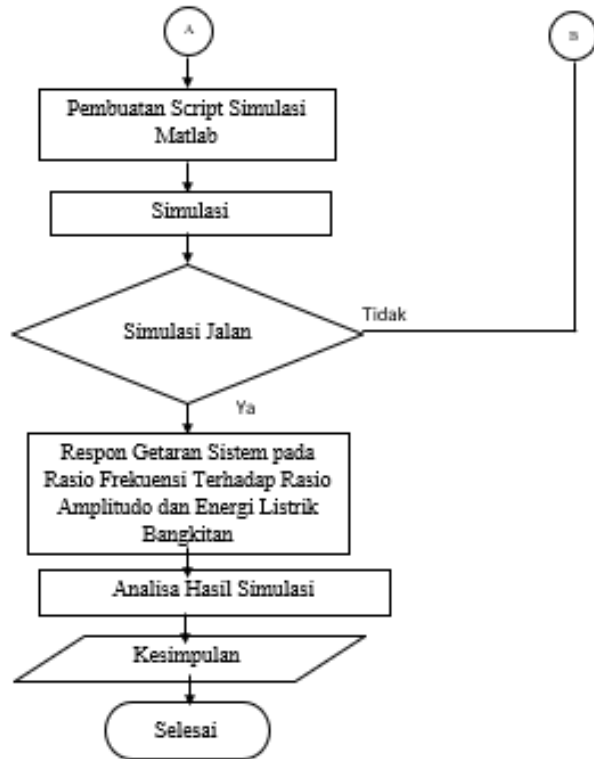 A
B
Pembuatan Script Simulasi
Matlab
Simulasi
Simulasi Jalan
Tidak
Ya
Respon Getaran Sistem pada
Rasio Frekuensi Terhadap Rasio
Amplitudo dan Energi Listrik
Bangkitan
Analisa Hasil Simulasi
Kesimpulan
Selesai